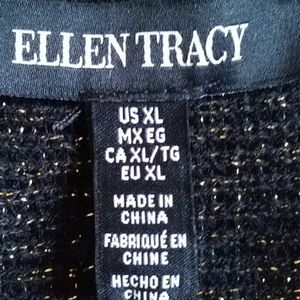 ELLEN TRACY
US XL
MX EG
CA XL/TG
EU XL
MADE IN
CHINA
FABRIQUÉ EN
CHINE
HECHO EN
CHINA